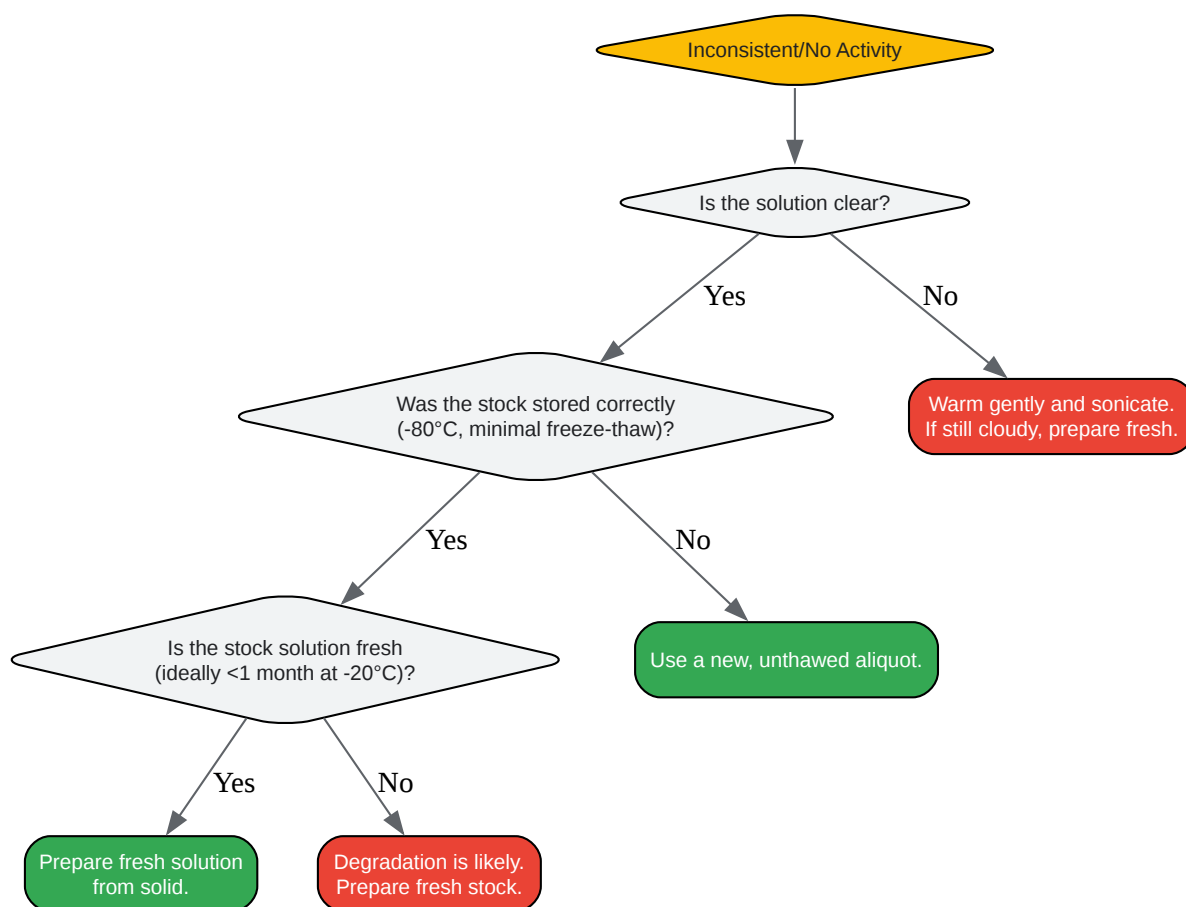 Inconsistent/No Activity
Is the solution clear?
Yes
No
Was the stock stored correctly
(-80°C, minimal freeze-thaw)?
Warm gently and sonicate.
If still cloudy, prepare fresh.
Yes
No
Is the stock solution fresh
(ideally <1 month at -20°C)?
Use a new, unthawed aliquot.
Yes
No
Prepare fresh solution
from solid.
Degradation is likely.
Prepare fresh stock.